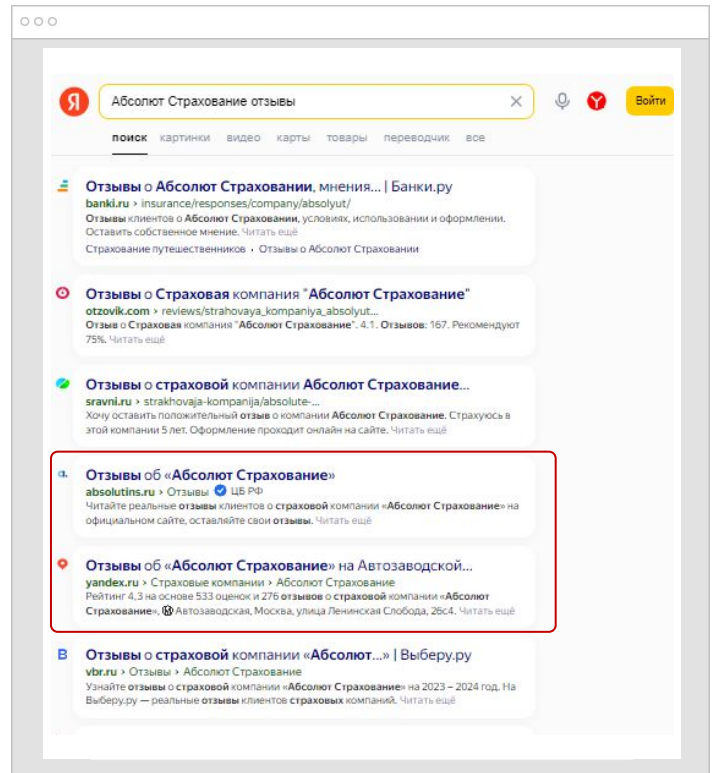 Я
Абсолют Страхование отзывы
Войти
поиск картинки видео карты товары переводчик все
Отзывы о Абсолют Страховании, мнения... | Банки.ру
banki.ru › insurance/responses/company/absolyut/
Отзывы клиентов о Абсолют Страховании, условиях, использовании и оформлении.
Оставить собственное мнение. Читать ещё
Страхование путешественников · Отзывы о Абсолют Страховании
Отзывы о Страховая компания "Абсолют Страхование"
otzovik.com › reviews/strahovaya_kompaniya_absolyut...
Отзыв о Страховая компания "Абсолют Страхование". 4.1. Отзывов: 167. Рекомендуют
75%. Читать ещё
Отзывы о страховой компании Абсолют Страхование...
sravni.ru › strakhovaja-kompanija/absolute-...
Хочу оставить положительный отзыв о компании Абсолют Страхование. Страхуюсь в
этой компании 5 лет. Оформление проходит онлайн на сайте. Читать ещё
a.
Отзывы об «Абсолют Страхование»
absolutins.ru › Отзывы ЦБ РФ
Читайте реальные отзывы клиентов о страховой компании «Абсолют Страхование» на
официальном сайте, оставляйте свои отзывы. Читать ещё
Отзывы об «Абсолют Страхование» на Автозаводской...
yandex.ru › Страховые компании › Абсолют Страхование
Рейтинг 4,3 на основе 533 оценок и 276 отзывов о страховой компании «Абсолют
Страхование», М Автозаводская, Москва, улица Ленинская Слобода, 26с4. Читать ещё
В
Отзывы о страховой компании «Абсолют...» | Выберу.ру
vbr.ru › Отзывы › Абсолют Страхование
Узнайте отзывы о страховой компании «Абсолют Страхование» на 2023 – 2024 год. На
Выберу.ру — реальные отзывы клиентов страховых компаний. Читать ещё